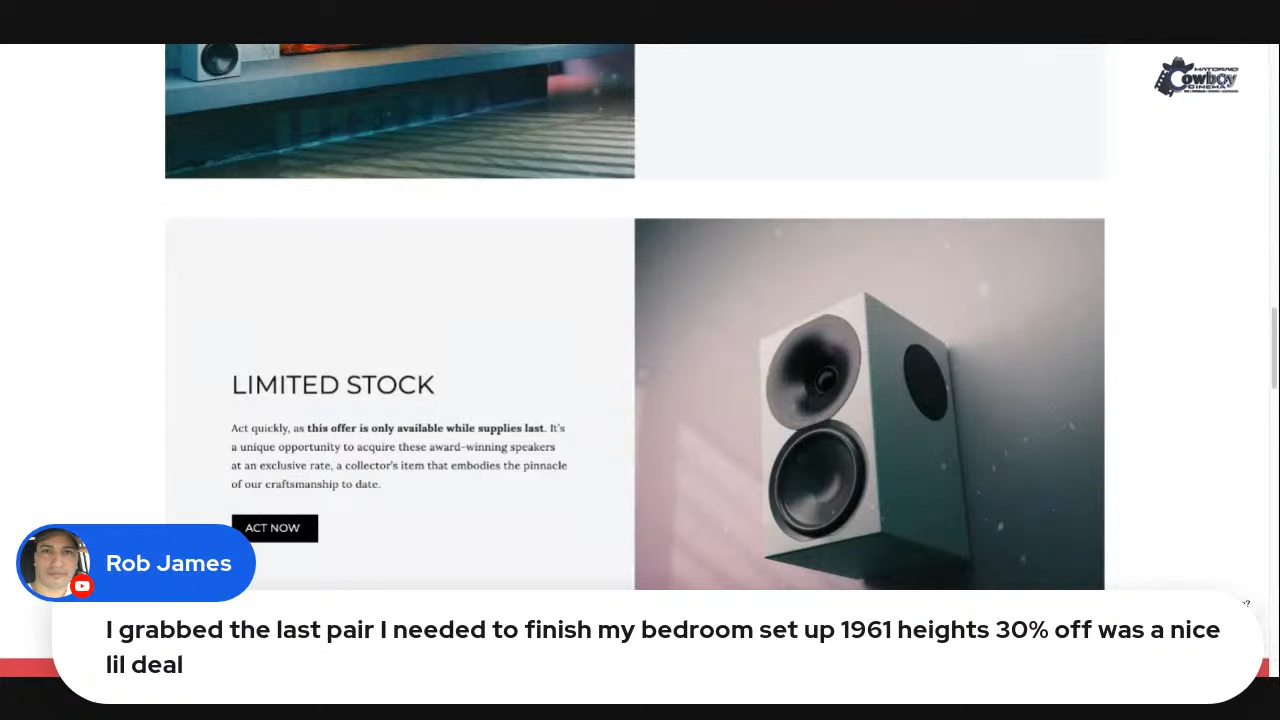 HATORAID
Cowboy
CINEMA
LIMITED STOCK
Act quickly, as this offer is only available while supplies last. It's
a unique opportunity to acquire these award-winning speakers
at an exclusive rate, a collector's item that embodies the pinnacle
of our craftsmanship to date.
ACT NOW
Rob James
I grabbed the last pair I needed to finish my bedroom set up 1961 heights 30% off was a nice
lil deal